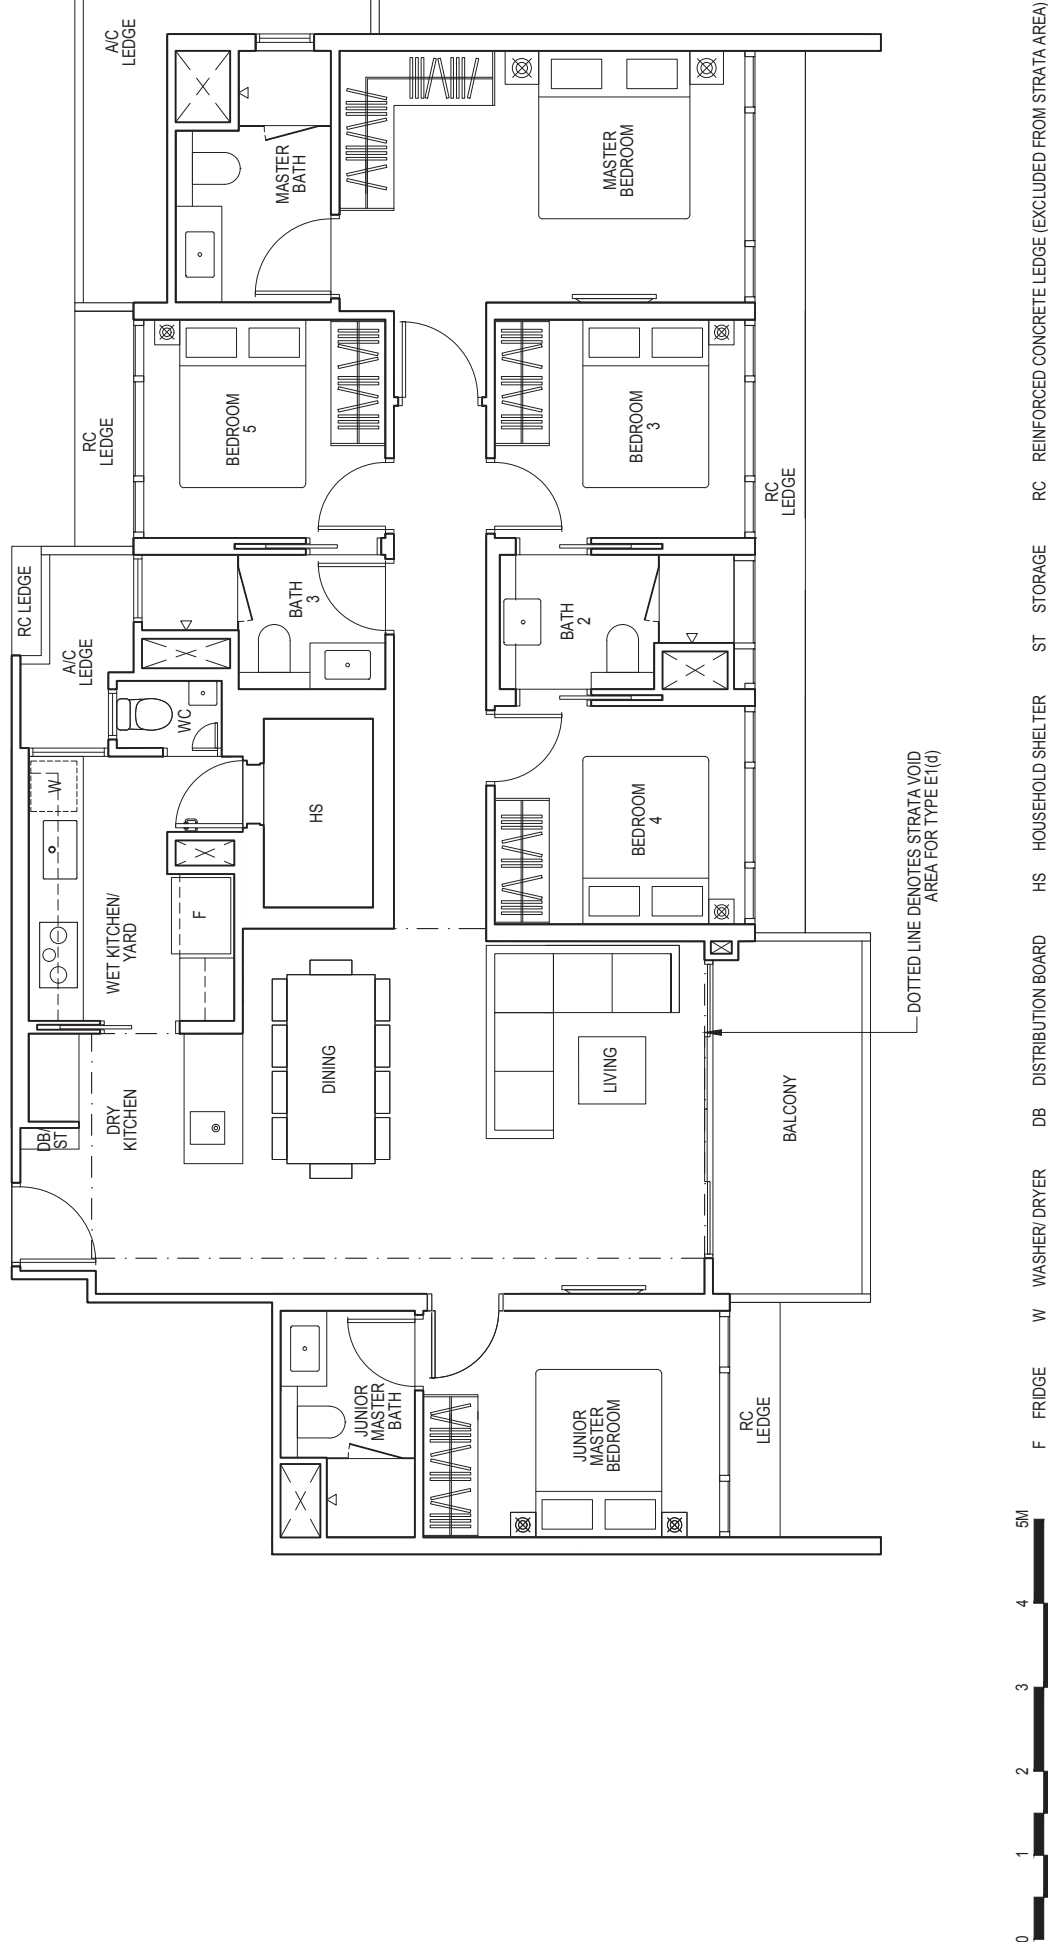 A/C
LEDGE
MASTER
BATH
MASTER
BEDROOM
RC
LEDGE
BEDROOM
5
BEDROOM
3
RC
LEDGE
RC LEDGE
A/C
LEDGE
BATH
3
BATH
2
WC
W
HS
BEDROOM
4
F
WET KITCHEN/
YARD
DOTTED LINE DENOTES STRATA VOID
AREA FOR TYPE E1(d)
DB/
ST
DRY
KITCHEN
DINING
LIVING
BALCONY
JUNIOR
MASTER
BATH
JUNIOR
MASTER
BEDROOM
RC
LEDGE
F FRIDGE W WASHER/ DRYER DB DISTRIBUTION BOARD HS HOUSEHOLD SHELTER ST STORAGE RC REINFORCED CONCRETE LEDGE (EXCLUDED FROM STRATA AREA)
0 1 2 3 4 5M